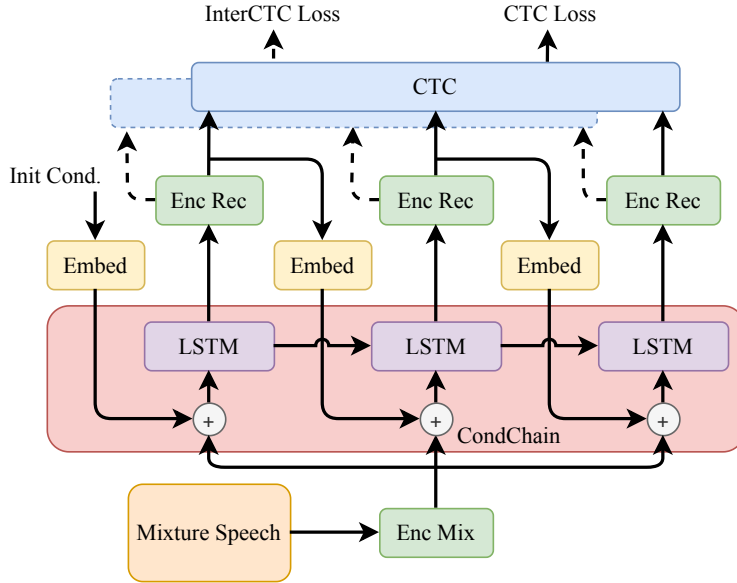 InterCTC Loss
CTC Loss
CTC
Init Cond.
Enc Rec
Enc Rec
Enc Rec
Embed
Embed
Embed
LSTM
LSTM
LSTM
+
+
+
CondChain
Mixture Speech
Enc Mix